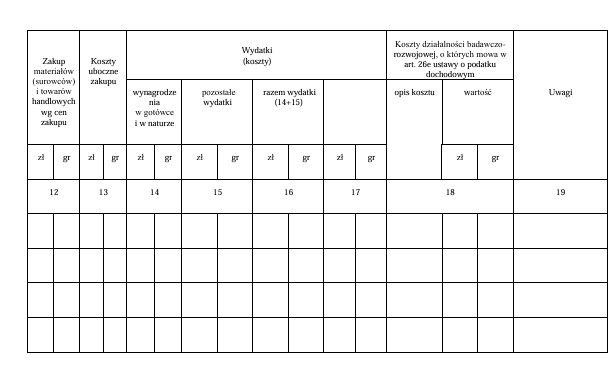 Zakup
materiałów
(surowców)
i towarów
handlowych
wg cen
zakupu
Koszty
uboczne
zakupu
Wydatki
(koszty)
Koszty działalności badawczo-
rozwojowej, o których mowa w
art. 26e ustawy o podatku
dochodowym
Uwagi
wynagrodze
nia
w gotówce
i w naturze
pozostałe
wydatki
razem wydatki
(14+15)
opis kosztu
wartość
zł gr zł gr zł gr zł gr zł gr zł gr zł gr
12 13 14 15 16 17 18 19